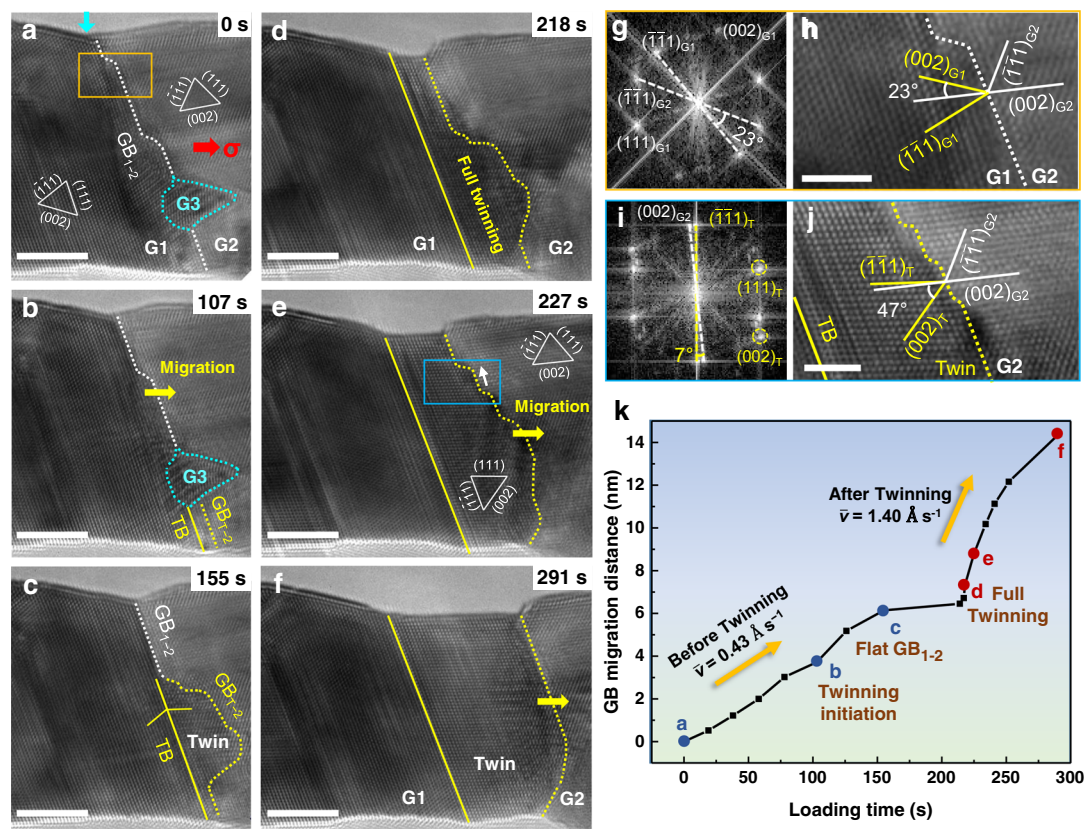 a
0 s
GB₁₋₂
(1̄1̄1)
(111)
(002)
σ
(1̄1̄1)
(111)
(002)
G3
G1
G2
b
107 s
Migration
G3
TB
GB_T-2
c
155 s
GB₁₋₂
GB_T-2
TB
Twin
d
218 s
Full twinning
G1
G2
e
227 s
(1̄1̄1)
(111)
(002)
Migration
(111)
(1̄1̄1)
(002)
f
291 s
Twin
G1
G2
g
(1̄1̄1)G1
(002)G1
(1̄1̄1)G2
(111)G1
23°
h
(002)G1
(1̄1̄1)G2
23°
(002)G2
(1̄1̄1)G1
G1
G2
i
(002)G2
(1̄1̄1)T
(111)T
(002)T
7°
j
(1̄1̄1)G2
(1̄1̄1)T
(002)G2
47°
(002)T
TB
Twin
G2
k
GB migration distance (nm)
14
12
10
8
6
4
2
0
f
After Twinning
v̄ = 1.40 Å s⁻¹
e
d
Full
Twinning
Before Twinning
v̄ = 0.43 Å s⁻¹
c
Flat GB₁₋₂
b
Twinning
initiation
a
0
50
100
150
200
250
300
Loading time (s)